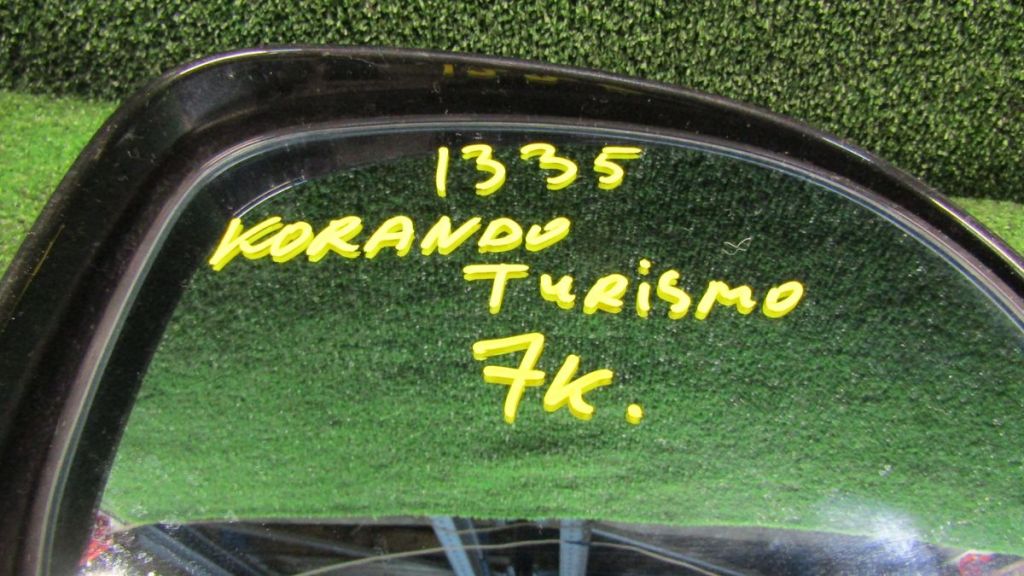 1335
KORANDO
TURiSMO
7K.